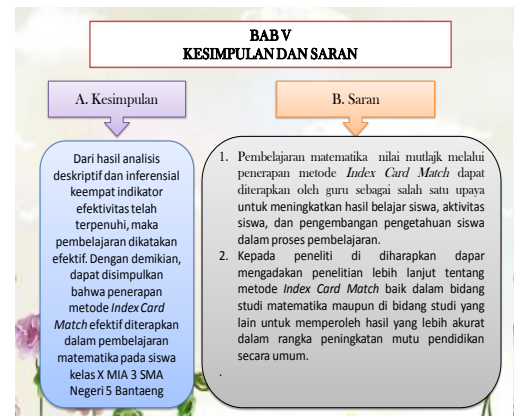 BAB V
KESIMPULAN DAN SARAN
A. Kesimpulan
Dari hasil analisis
deskriptif dan inferensial
keempat indikator
efektivitas telah
terpenuhi, maka
pembelajaran dikatakan
efektif. Dengan demikian,
dapat disimpulkan
bahwa penerapan
metode Index Card
Match efektif diterapkan
dalam pembelajaran
matematika pada siswa
kelas X MIA 3 SMA
Negeri 5 Bantaeng
B. Saran
1. Pembelajaran matematika nilai mutlajk melalui
penerapan metode Index Card Match dapat
diterapkan oleh guru sebagai salah satu upaya
untuk meningkatkan hasil belajar siswa, aktivitas
siswa, dan pengembangan pengetahuan siswa
dalam proses pembelajaran.
2. Kepada peneliti di diharapkan dapar
mengadakan penelitian lebih lanjut tentang
metode Index Card Match baik dalam bidang
studi matematika maupun di bidang studi yang
lain untuk memperoleh hasil yang lebih akurat
dalam rangka peningkatan mutu pendidikan
secara umum.
.